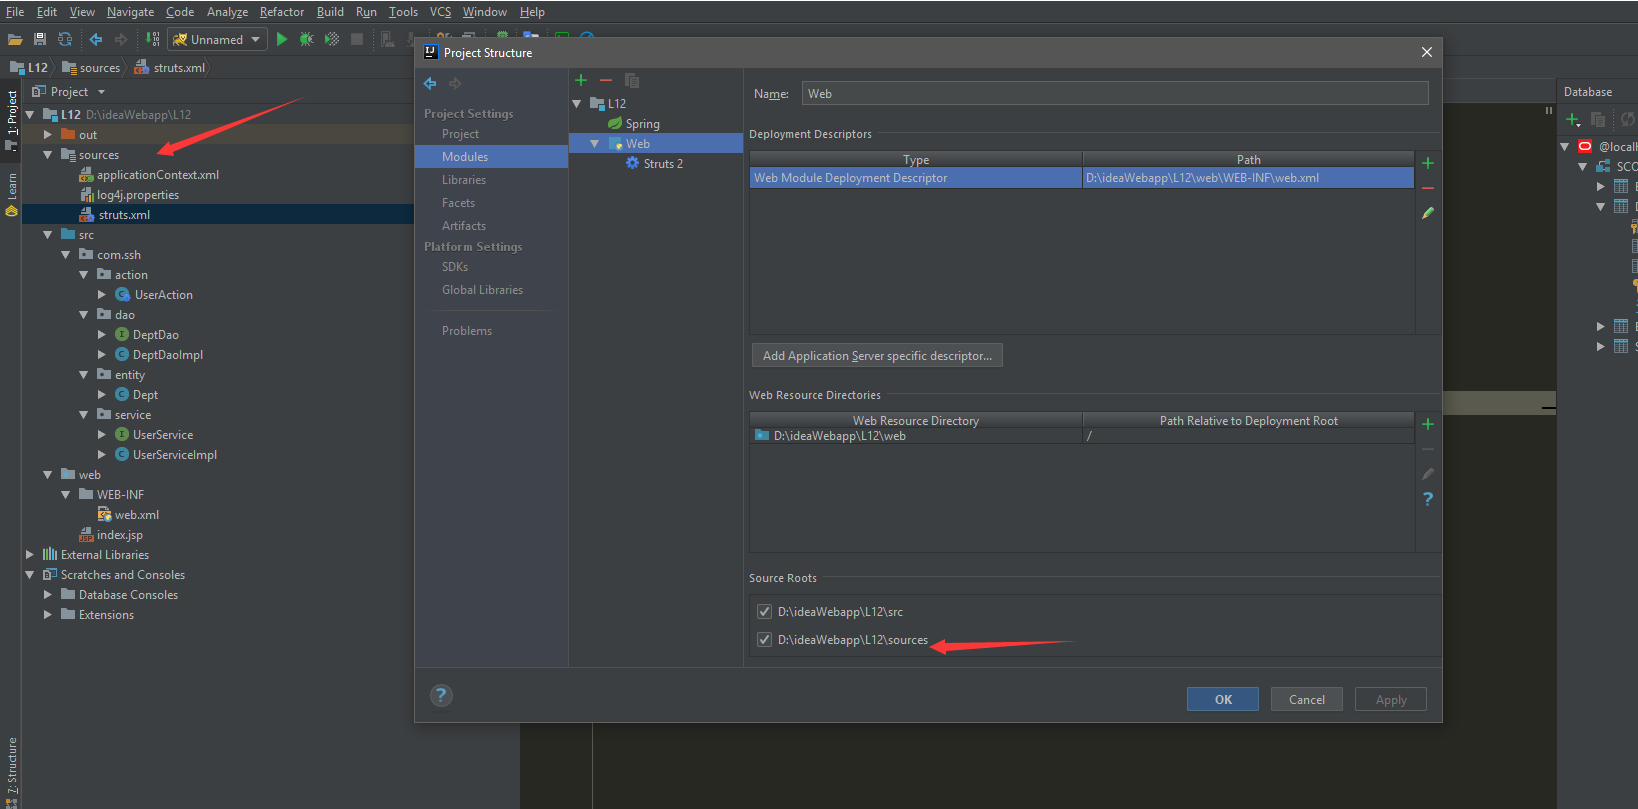 File Edit View Navigate Code Analyze Refactor Build Run Tools VCS Window Help
Unnamed
L12 sources struts.xml
Project
1: Project
Learn
7: Structure
L12 D:\ideaWebapp\L12
out
sources
applicationContext.xml
log4j.properties
struts.xml
src
com.ssh
action
UserAction
dao
DeptDao
DeptDaoImpl
entity
Dept
service
UserService
UserServiceImpl
web
WEB-INF
web.xml
index.jsp
External Libraries
Scratches and Consoles
Database Consoles
Extensions
Project Structure
Project Settings
Project
Modules
Libraries
Facets
Artifacts
Platform Settings
SDKs
Global Libraries
Problems
L12
Spring
Web
Struts 2
Name: Web
Deployment Descriptors
Type Path
Web Module Deployment Descriptor D:\ideaWebapp\L12\web\WEB-INF\web.xml
Add Application Server specific descriptor...
Web Resource Directories
Web Resource Directory Path Relative to Deployment Root
D:\ideaWebapp\L12\web /
Source Roots
D:\ideaWebapp\L12\src
D:\ideaWebapp\L12\sources
OK Cancel Apply
Database
@localh
SCO